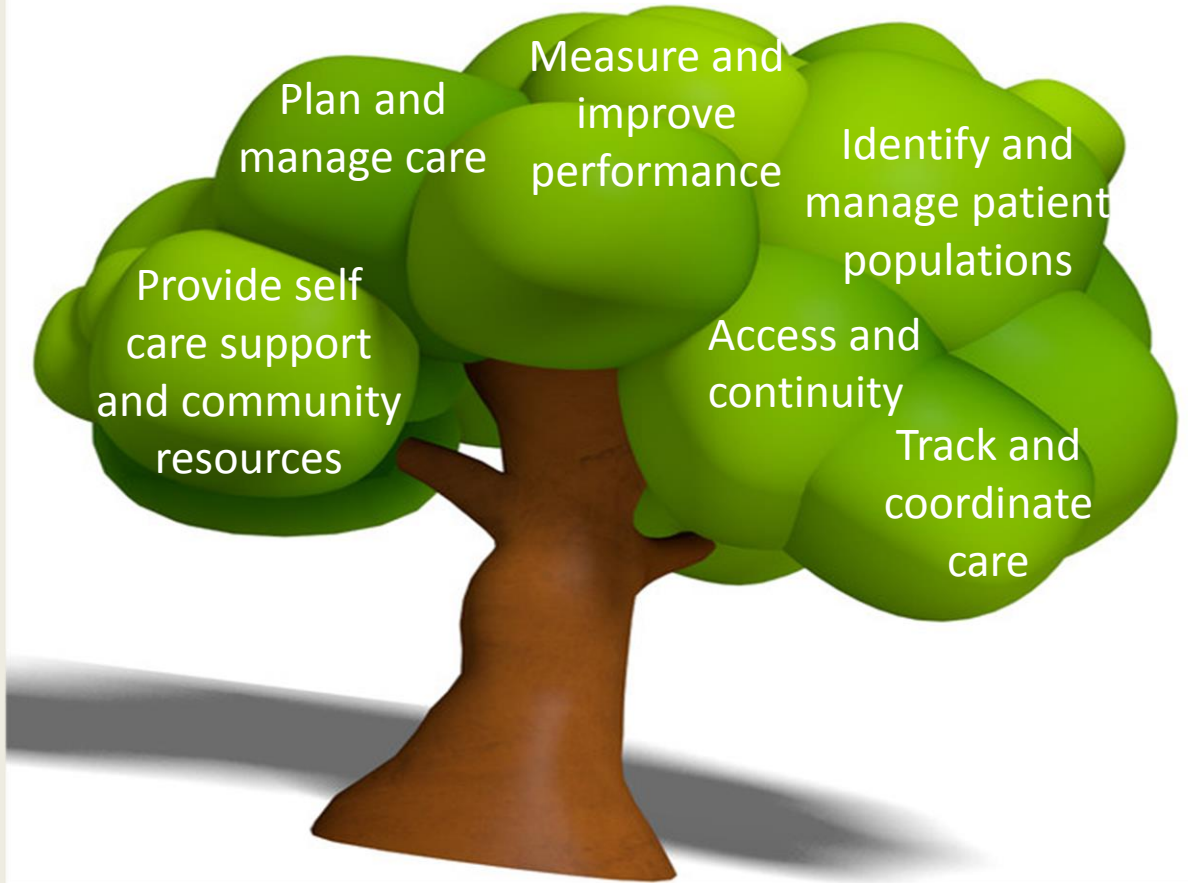 Plan and
manage care
Measure and
improve
performance
Identify and
manage patient
populations
Provide self
care support
and community
resources
Access and
continuity
Track and
coordinate
care